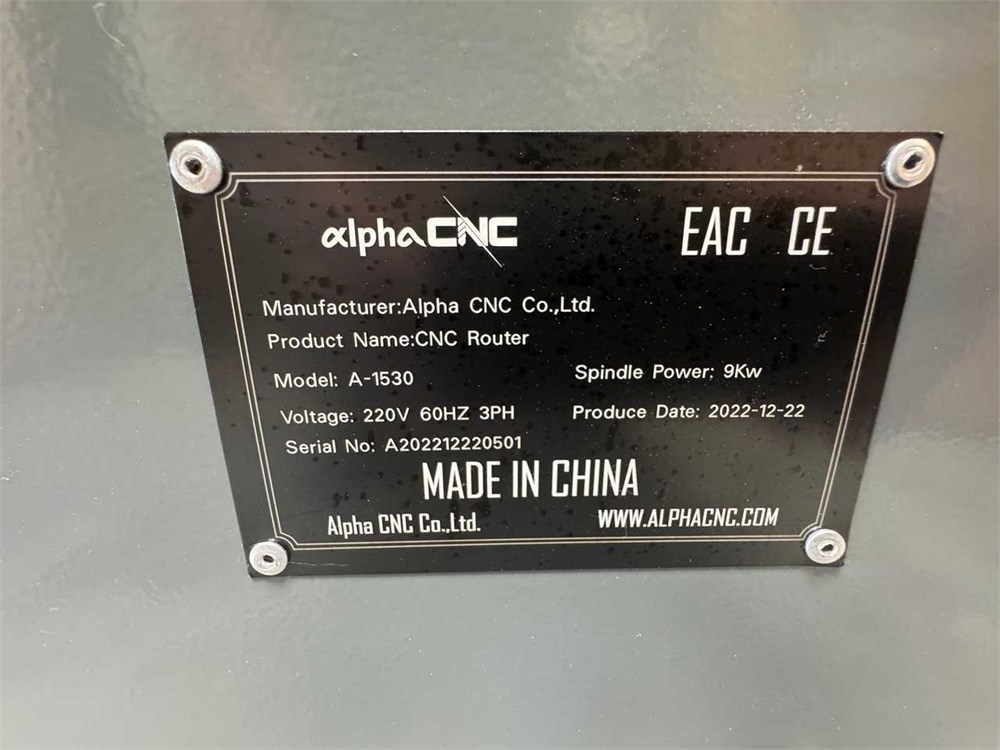 alphaCNC EAC CE
Manufacturer:Alpha CNC Co.,Ltd.
Product Name:CNC Router
Model: A-1530 Spindle Power: 9Kw
Voltage: 220V 60HZ 3PH Produce Date: 2022-12-22
Serial No: A202212220501
MADE IN CHINA
Alpha CNC Co.,Ltd. WWW.ALPHACNC.COM